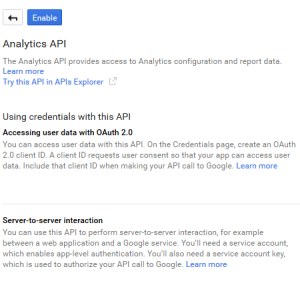 Enable
Analytics API
The Analytics API provides access to Analytics configuration and report data.
Learn more
Try this API in APIs Explorer
Using credentials with this API
Accessing user data with OAuth 2.0
You can access user data with this API. On the Credentials page, create an OAuth
2.0 client ID. A client ID requests user consent so that your app can access user
data. Include that client ID when making your API call to Google. Learn more
Server-to-server interaction
You can use this API to perform server-to-server interaction, for example
between a web application and a Google service. You'll need a service account,
which enables app-level authentication. You'll also need a service account key,
which is used to authorize your API call to Google. Learn more